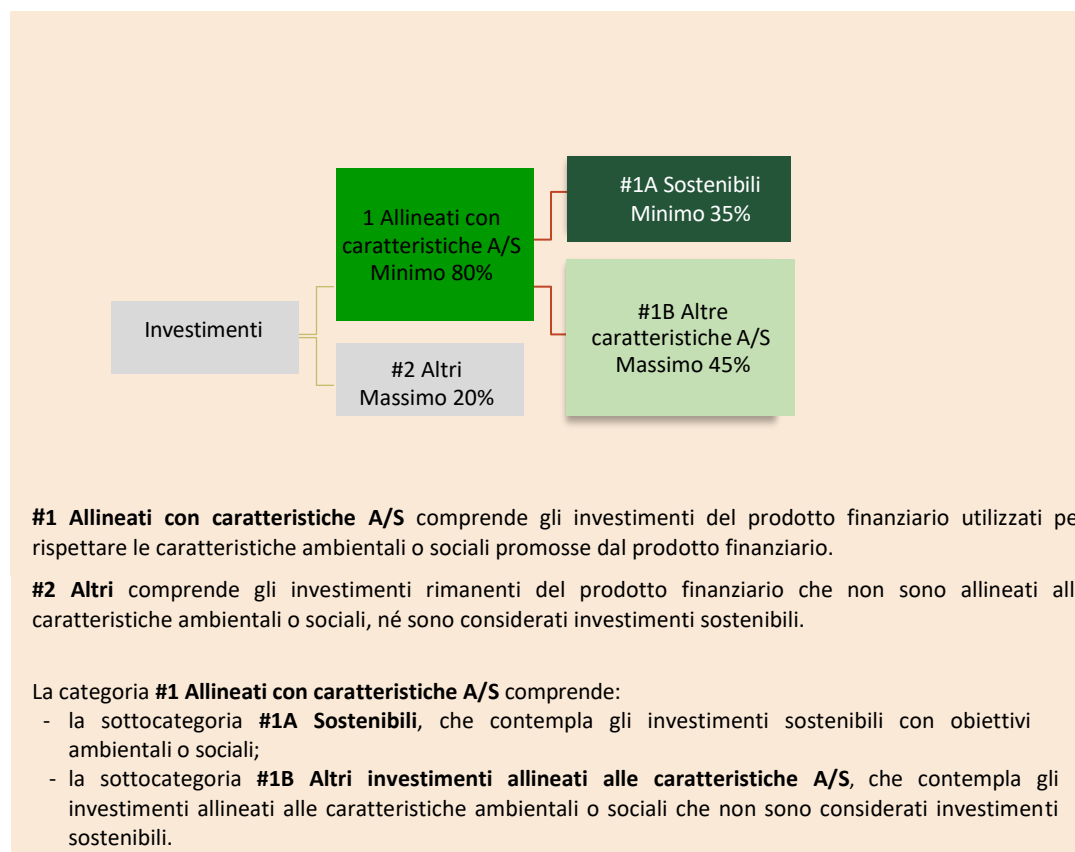 #1A Sostenibili
Minimo 35%
1 Allineati con
caratteristiche A/S
Minimo 80%
#1B Altre
caratteristiche A/S
Massimo 45%
Investimenti
#2 Altri
Massimo 20%
#1 Allineati con caratteristiche A/S comprende gli investimenti del prodotto finanziario utilizzati pe
rispettare le caratteristiche ambientali o sociali promosse dal prodotto finanziario.
#2 Altri comprende gli investimenti rimanenti del prodotto finanziario che non sono allineati all
caratteristiche ambientali o sociali, né sono considerati investimenti sostenibili.
La categoria #1 Allineati con caratteristiche A/S comprende:
- la sottocategoria #1A Sostenibili, che contempla gli investimenti sostenibili con obiettivi
ambientali o sociali;
- la sottocategoria #1B Altri investimenti allineati alle caratteristiche A/S, che contempla gli
investimenti allineati alle caratteristiche ambientali o sociali che non sono considerati investimenti
sostenibili.